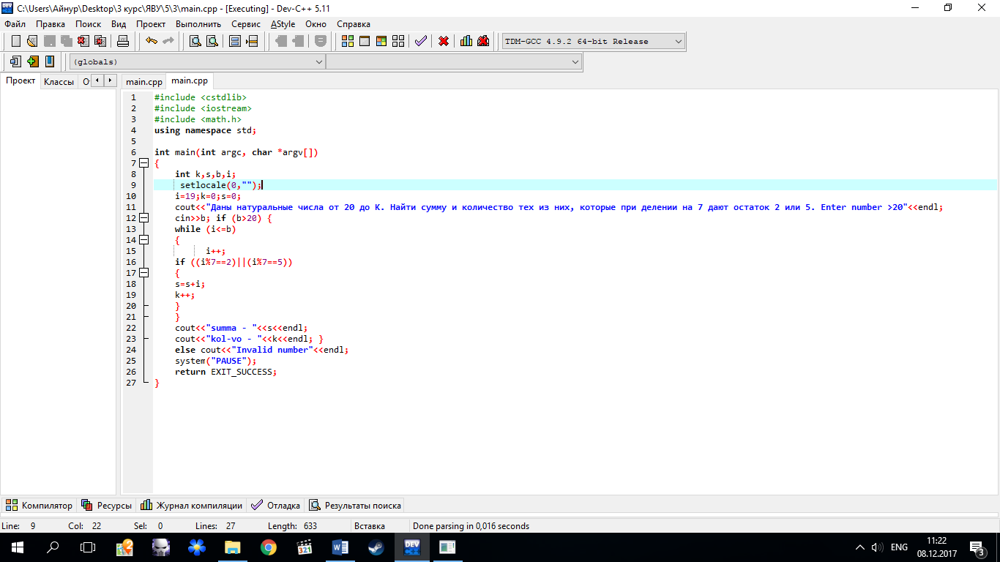 C:\Users\Айнур\Desktop\3 курс\ЯВУ\5\3\main.cpp - [Executing] - Dev-C++ 5.11
Файл Правка Поиск Вид Проект Выполнить Сервис AStyle Окно Справка
TDM-GCC 4.9.2 64-bit Release
(globals)
Проект Классы О main.cpp main.cpp
1 #include <cstdlib>
2 #include <iostream>
3 #include <math.h>
4 using namespace std;
5
6 int main(int argc, char *argv[])
7 {
8 int k,s,b,i;
9 setlocale(0,"");
10 i=19;k=0;s=0;
11 cout<<"Даны натуральные числа от 20 до К. Найти сумму и количество тех из них, которые при делении на 7 дают остаток 2 или 5. Enter number >20"<<endl;
12 cin>>b; if (b>20) {
13 while (i<=b)
14 {
15 i++;
16 if ((i%7==2)||(i%7==5))
17 {
18 s=s+i;
19 k++;
20 }
21 }
22 cout<<"summa - "<<s<<endl;
23 cout<<"kol-vo - "<<k<<endl; }
24 else cout<<"Invalid number"<<endl;
25 system("PAUSE");
26 return EXIT_SUCCESS;
27 }
Компилятор Ресурсы Журнал компиляции Отладка Результаты поиска
Line: 9 Col: 22 Sel: 0 Lines: 27 Length: 633 Вставка Done parsing in 0,016 seconds
321 DEV ENG 11:22
08.12.2017 3